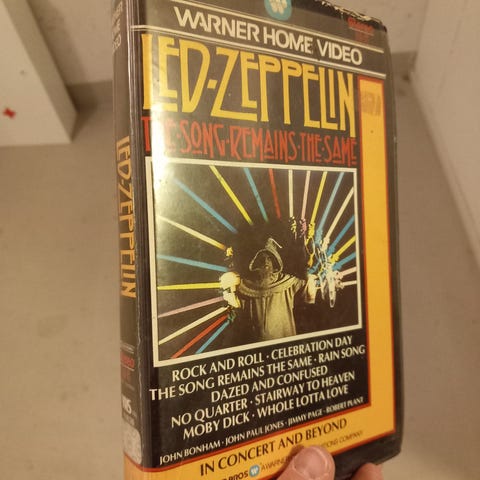 WARNER HOME VIDEO
LED-ZEPPELIN
THE·SONG·REMAINS·THE·SAME
ROCK AND ROLL · CELEBRATION DAY
THE SONG REMAINS THE SAME · RAIN SONG
DAZED AND CONFUSED
NO QUARTER · STAIRWAY TO HEAVEN
MOBY DICK · WHOLE LOTTA LOVE
JOHN BONHAM · JOHN PAUL JONES · JIMMY PAGE · ROBERT PLANT
IN CONCERT AND BEYOND
LED-ZEPPELIN
VHS